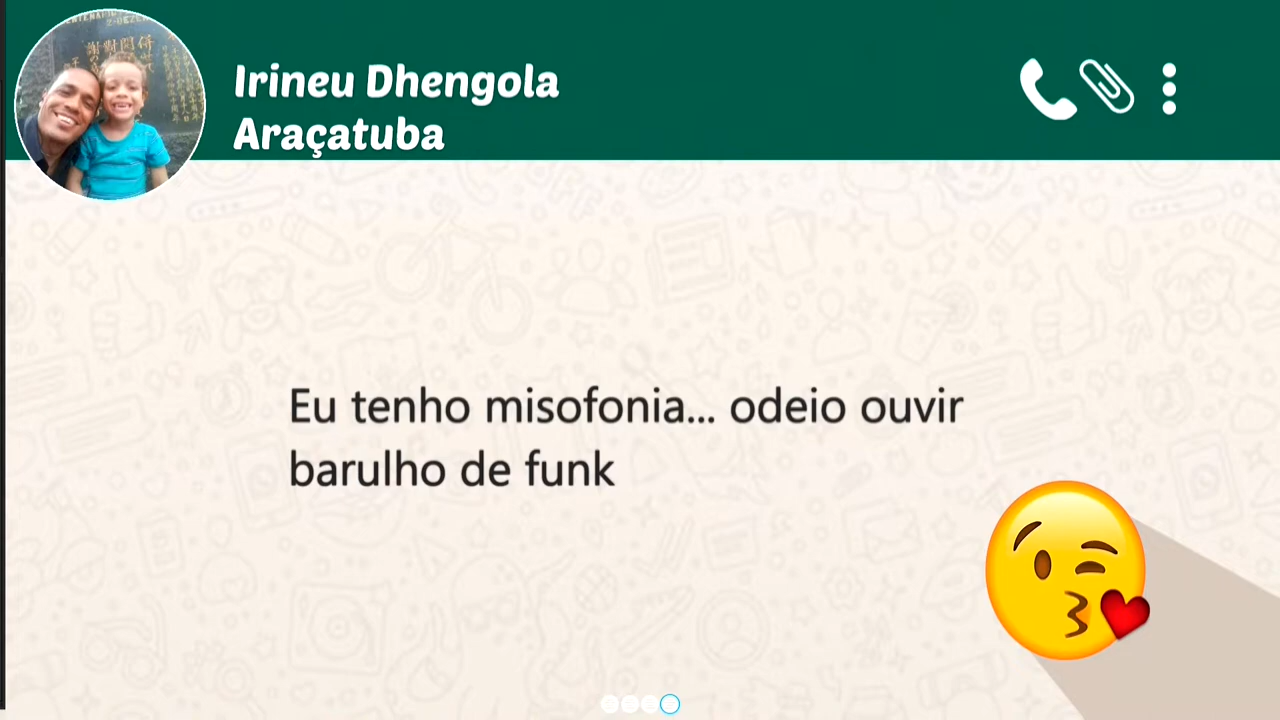 Irineu Dhengola
Araçatuba
Eu tenho misofonia... odeio ouvir
barulho de funk